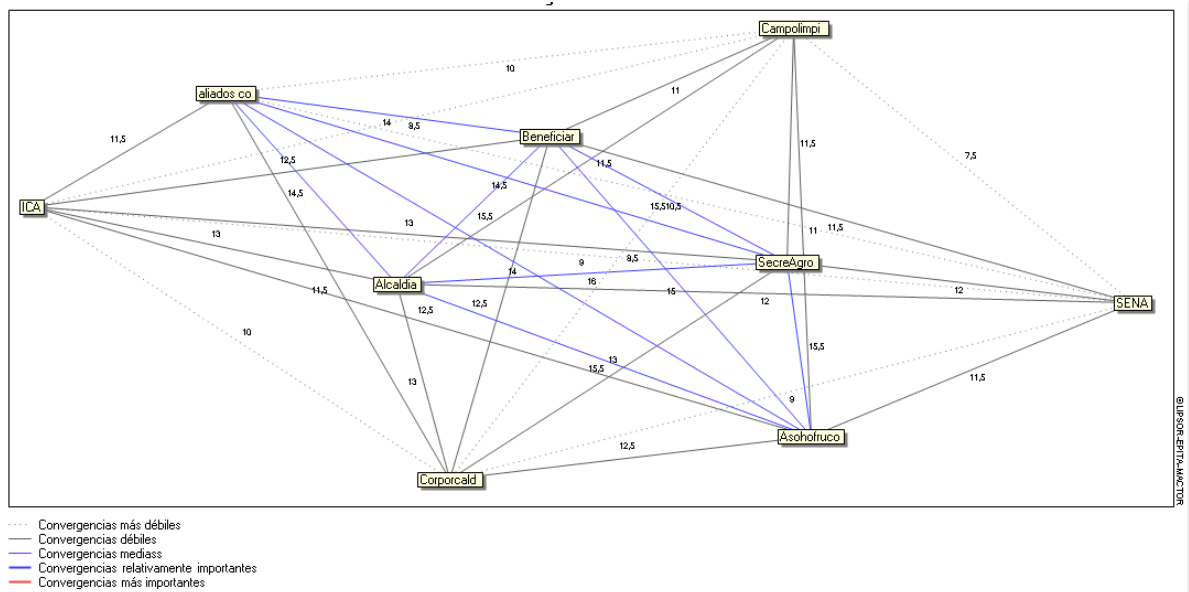 Campolimpi
10
aliados co
11
14
8,5
Beneficiar
11,5
11,5
7,5
12,5
11,5
14,5
14,5
ICA
15,5
15,510,5
13
13
11
11,5
8,5
14
9
SecreAgro
Alcaldia
16
15
12
11,5
12,5
12,5
12
SENA
10
13
15,5
15,5
13
11,5
9
Asohofruco
12,5
Corporcald
©LIPSOR-EPITA-MACTOR
Convergencias más débiles
Convergencias débiles
Convergencias mediass
Convergencias relativamente importantes
Convergencias más importantes